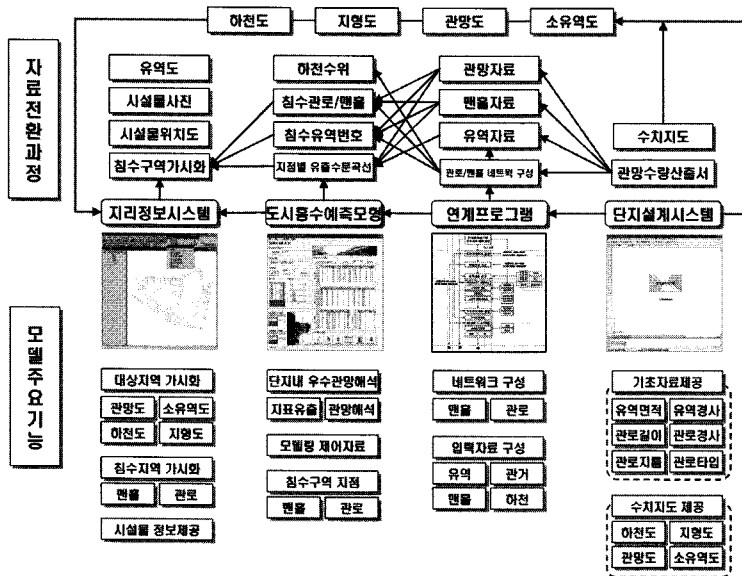 하천도 지형도 관망도 소유역도
자료전환과정
유역도 하천수위 관망자료
시설물사진 침수관로/맨홀 맨홀자료
시설물위치도 침수유역번호 유역자료 수치지도
침수구역가시화 지점별 유출수문곡선 관로/맨홀 네트웍 구성 관망수량산출서
지리정보시스템 도시홍수예측모형 연계프로그램 단지설계시스템
모델주요기능
대상지역 가시화 단지내 우수관망해석 네트워크 구성 기초자료제공
관망도 소유역도 지표유출 관망해석 맨홀 관로 유역면적 유역경사
하천도 지형도 모델링 제어자료 입력자료 구성 관로길이 관로경사
침수지역 가시화 침수구역 지점 유역 관거 관로지름 관로타입
맨홀 관로 맨홀 관로 맨홀 하천 수치지도 제공
시설물 정보제공 하천도 지형도
관망도 소유역도